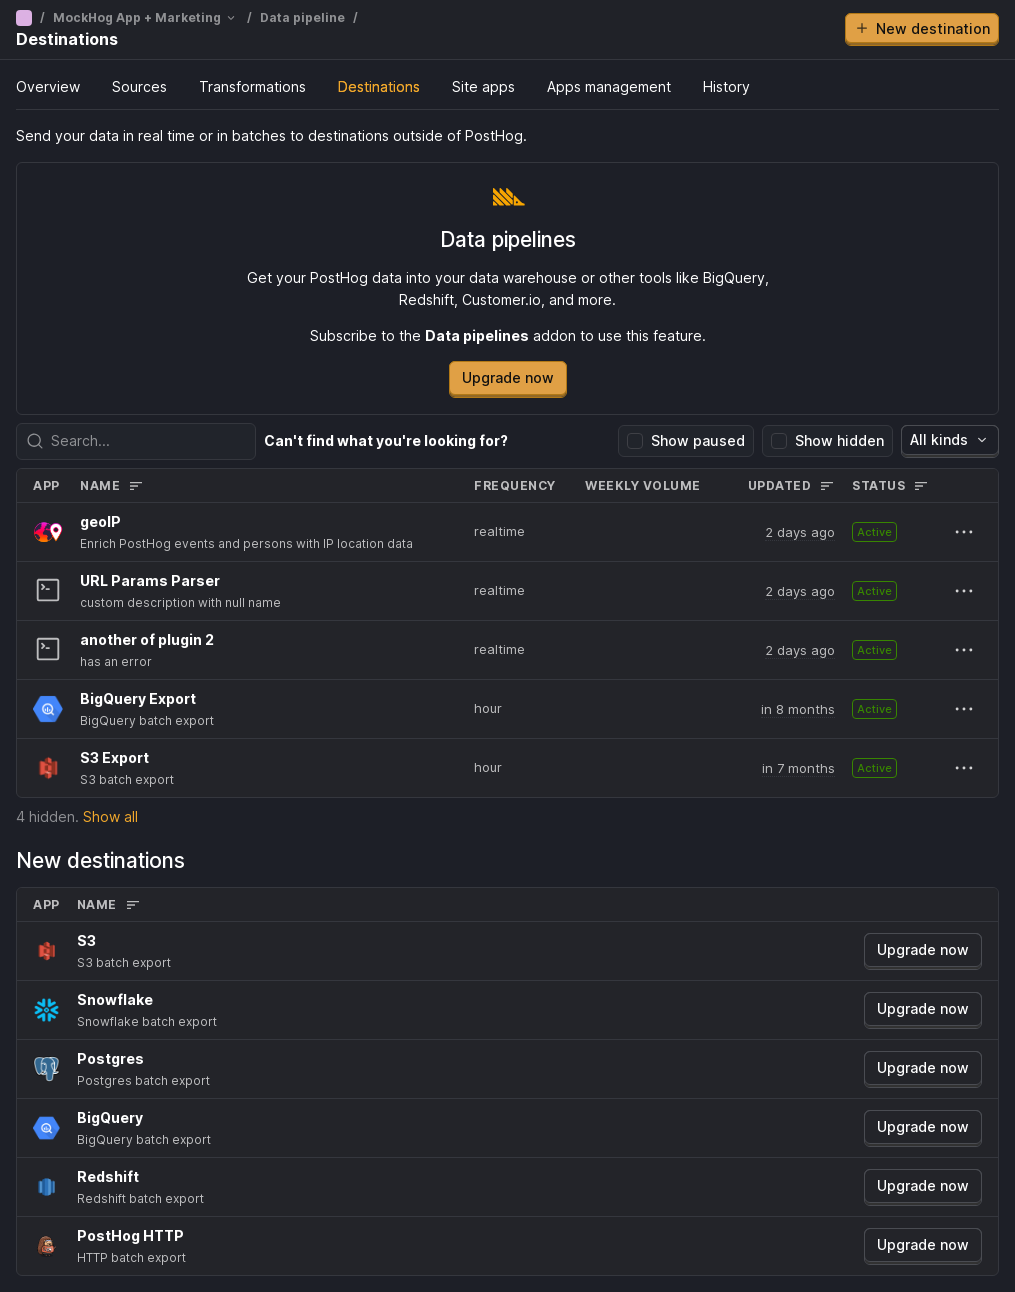 / MockHog App + Marketing / Data pipeline /
Destinations
New destination
Overview Sources Transformations Destinations Site apps Apps management History
Send your data in real time or in batches to destinations outside of PostHog.
Data pipelines
Get your PostHog data into your data warehouse or other tools like BigQuery,
Redshift, Customer.io, and more.
Subscribe to the Data pipelines addon to use this feature.
Upgrade now
Search... Can't find what you're looking for? Show paused Show hidden All kinds
APP NAME FREQUENCY WEEKLY VOLUME UPDATED STATUS
geoIP
Enrich PostHog events and persons with IP location data
realtime 2 days ago Active
URL Params Parser
custom description with null name
realtime 2 days ago Active
another of plugin 2
has an error
realtime 2 days ago Active
BigQuery Export
BigQuery batch export
hour in 8 months Active
S3 Export
S3 batch export
hour in 7 months Active
4 hidden. Show all
New destinations
APP NAME
S3
S3 batch export
Upgrade now
Snowflake
Snowflake batch export
Upgrade now
Postgres
Postgres batch export
Upgrade now
BigQuery
BigQuery batch export
Upgrade now
Redshift
Redshift batch export
Upgrade now
PostHog HTTP
HTTP batch export
Upgrade now